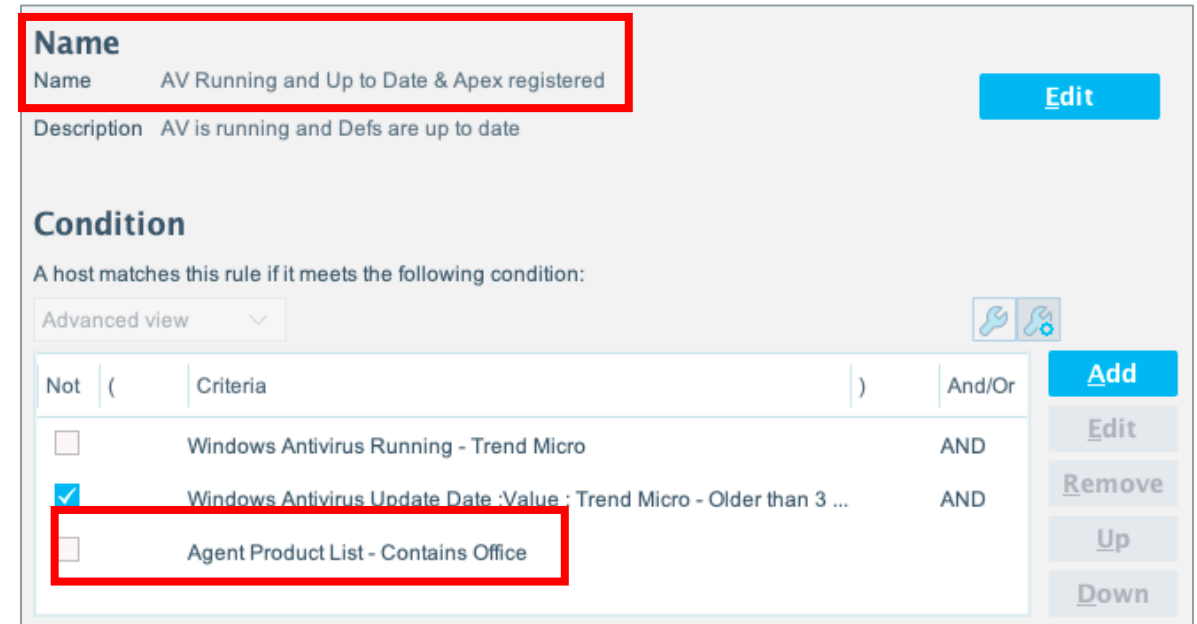 Name
Name AV Running and Up to Date & Apex registered
Edit
Description AV is running and Defs are up to date
Condition
A host matches this rule if it meets the following condition:
Advanced view
Not ( Criteria ) And/Or
Add
Windows Antivirus Running - Trend Micro AND
Edit
Windows Antivirus Update Date :Value : Trend Micro - Older than 3 ... AND
Remove
Agent Product List - Contains Office
Up
Down